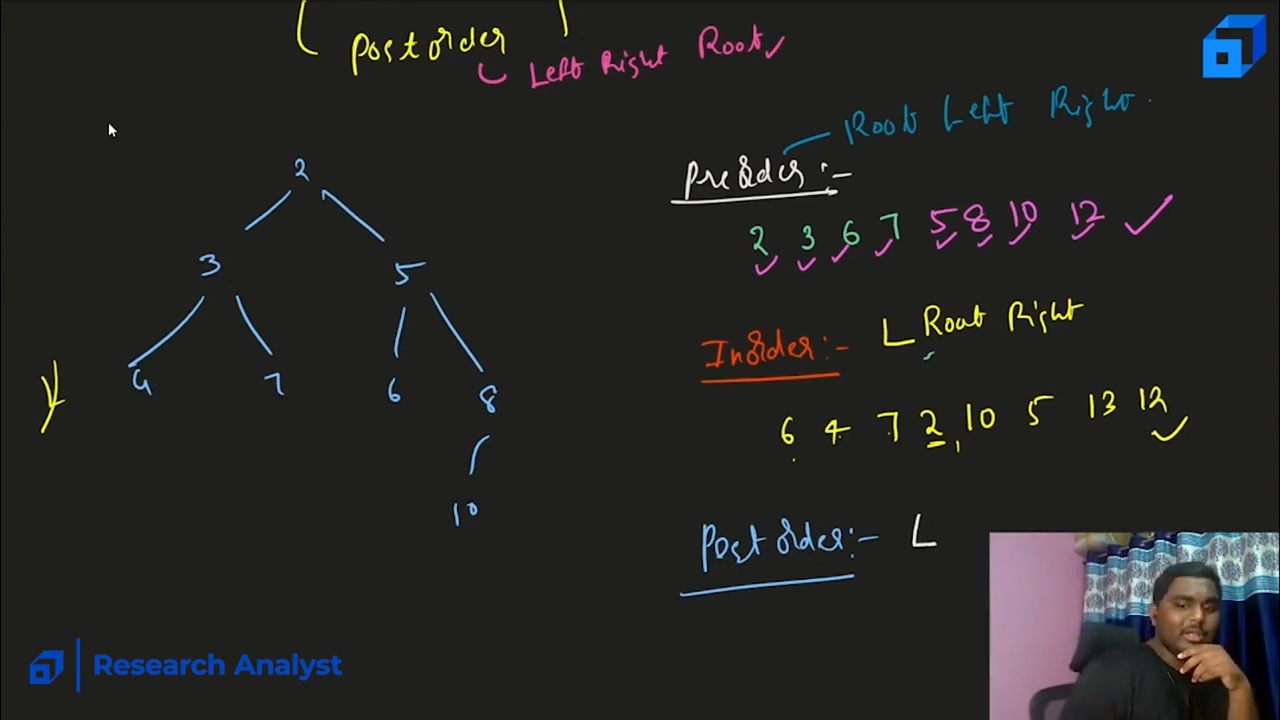 Postorder
Left Right Root
2
3 5
4 7 6 8
10
Root Left Right
Preorder:-
2 3 6 7 5 8 10 12
Inorder:- L Root Right
6 4 7 2, 10 5 13 12
Postorder:- L
Research Analyst